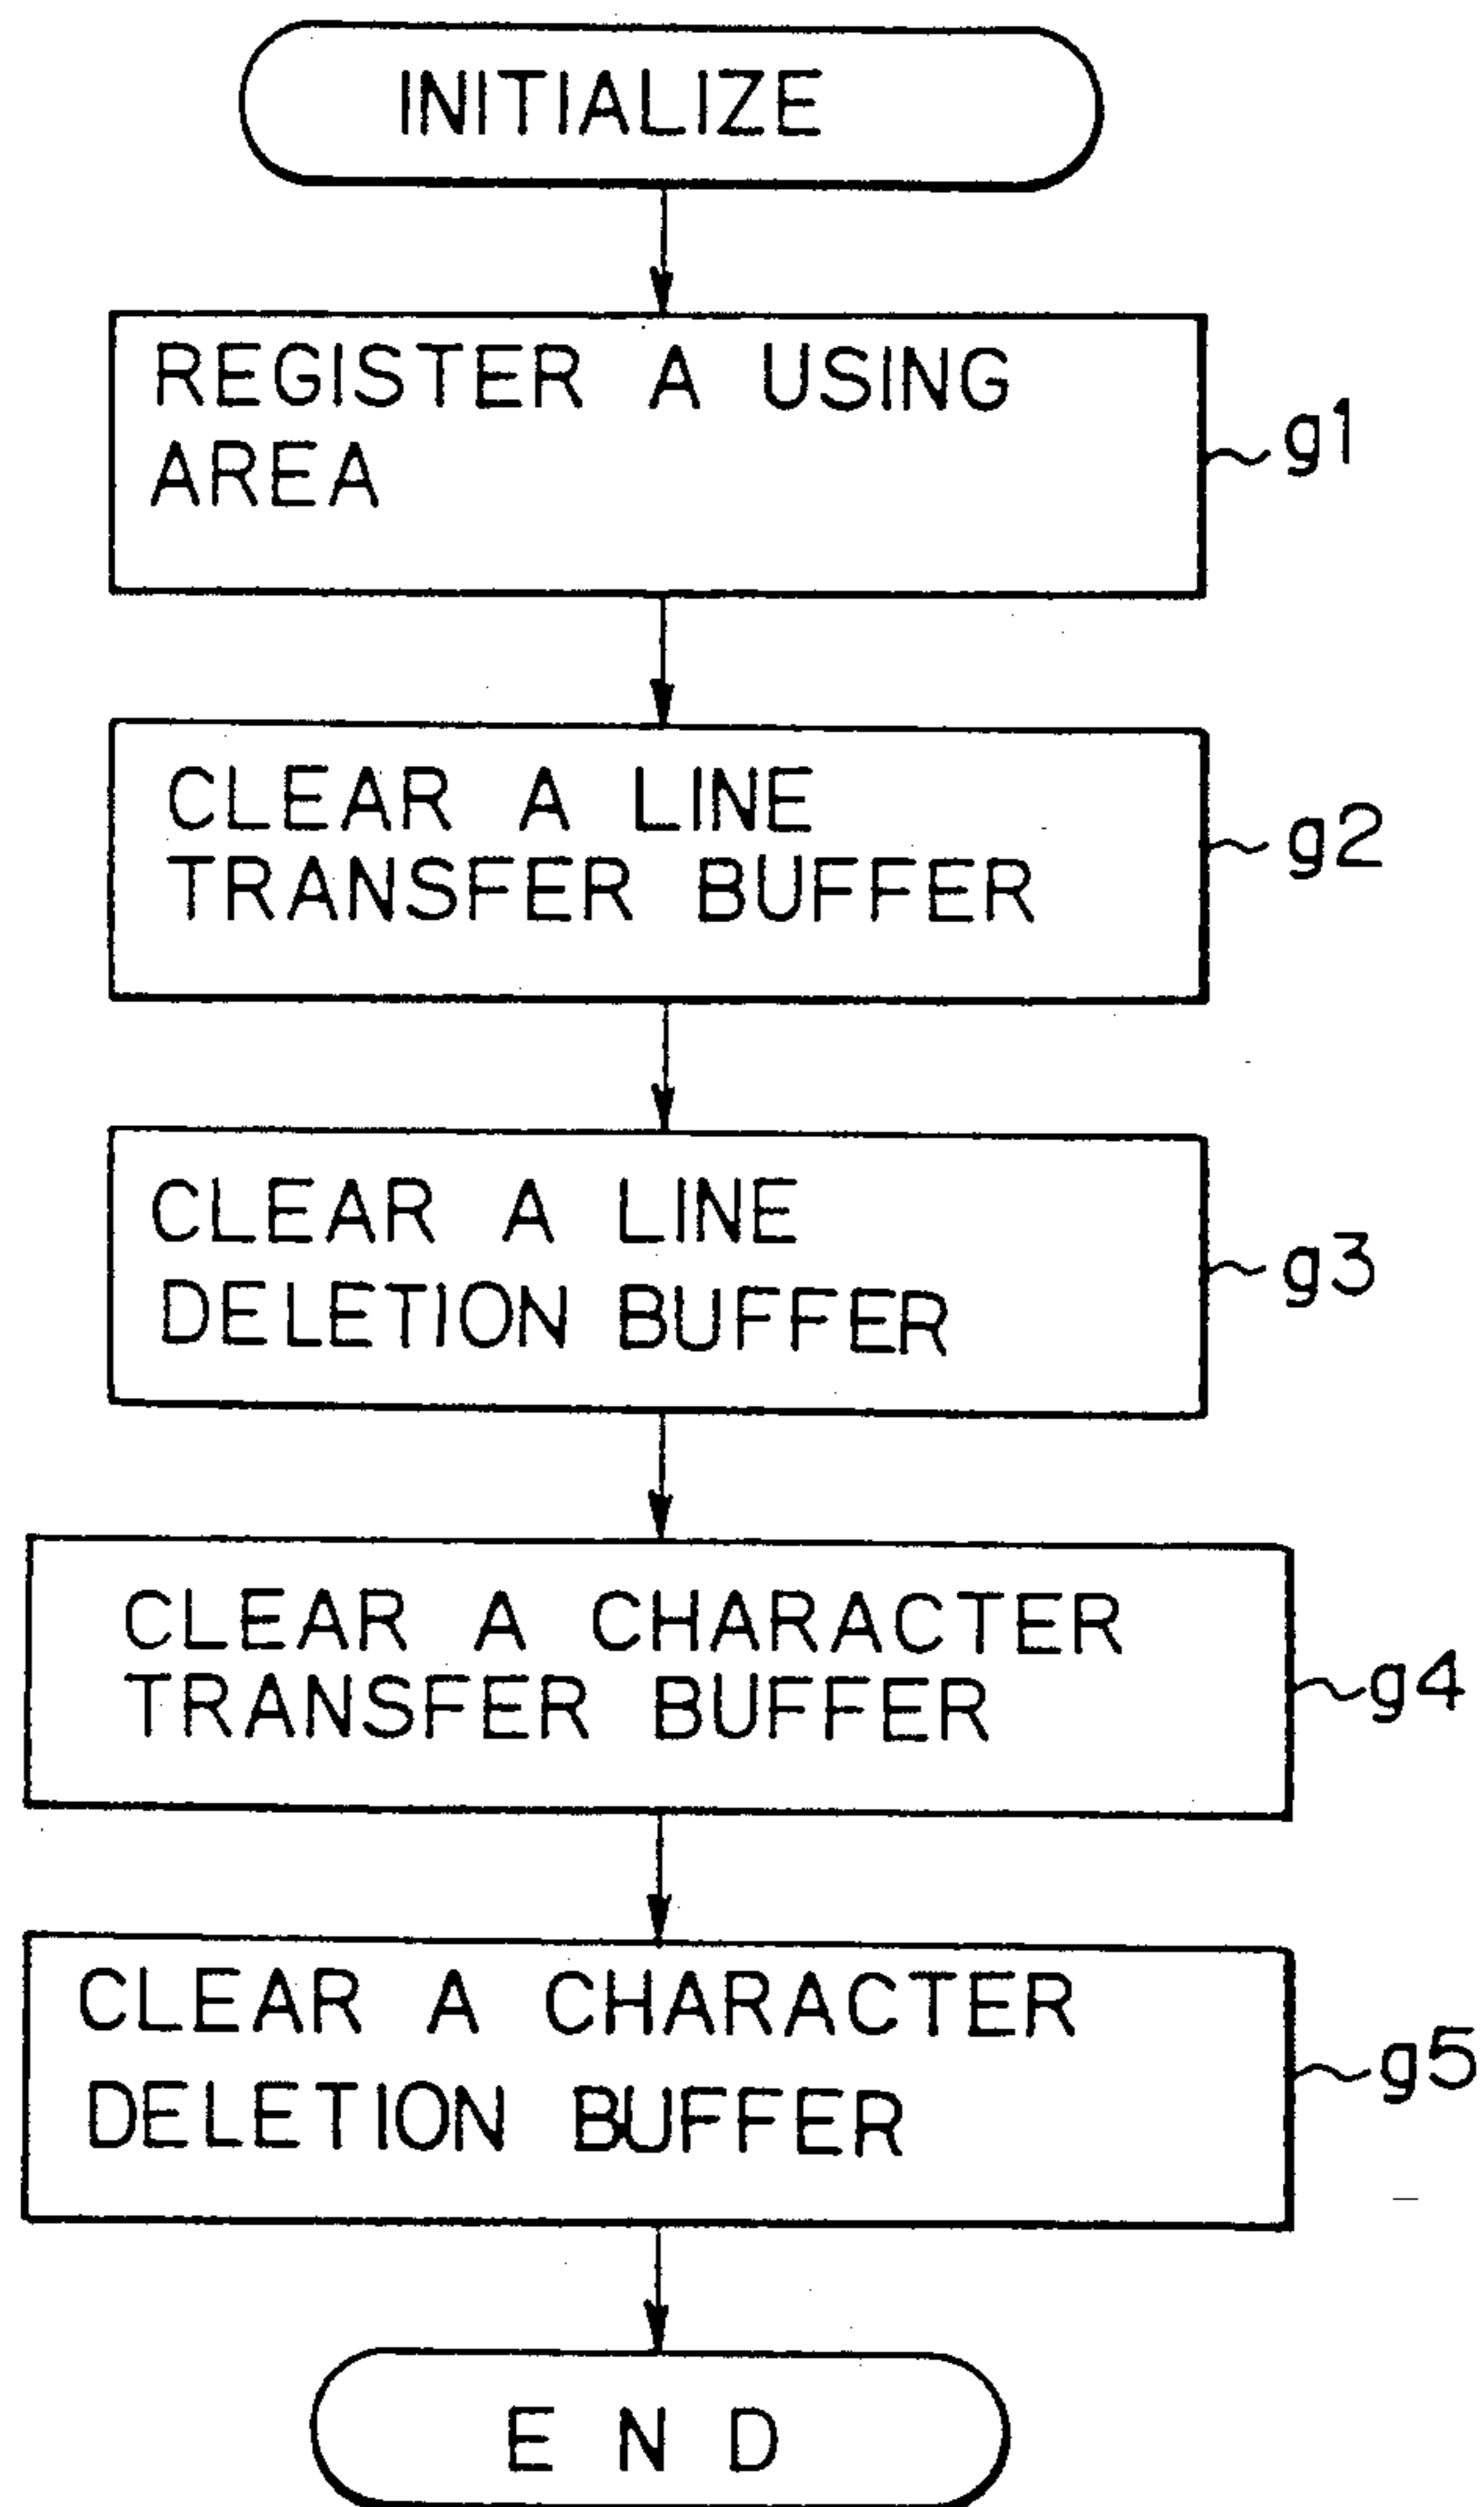 INITIALIZE
REGISTER A USING
AREA
g1
CLEAR A LINE
TRANSFER BUFFER
g2
CLEAR A LINE
DELETION BUFFER
g3
CLEAR A CHARACTER
TRANSFER BUFFER
g4
CLEAR A CHARACTER
DELETION BUFFER
g5
E N D